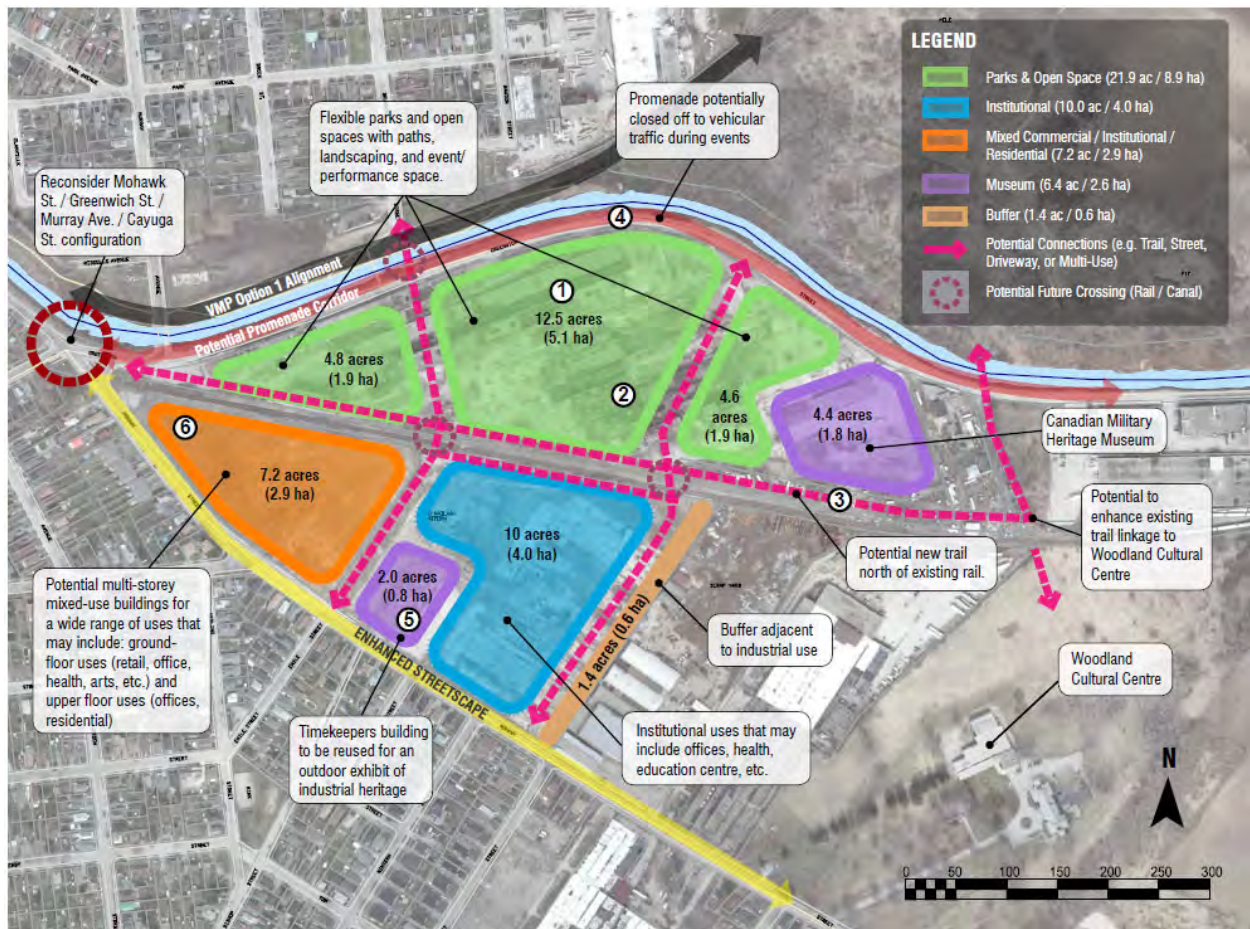 LEGEND
Parks & Open Space (21.9 ac / 8.9 ha)
Institutional (10.0 ac / 4.0 ha)
Mixed Commercial / Institutional /
Residential (7.2 ac / 2.9 ha)
Museum (6.4 ac / 2.6 ha)
Buffer (1.4 ac / 0.6 ha)
Potential Connections (e.g. Trail, Street,
Driveway, or Multi-Use)
Potential Future Crossing (Rail / Canal)
Promenade potentially
closed off to vehicular
traffic during events
Flexible parks and open
spaces with paths,
landscaping, and event/
performance space.
Reconsider Mohawk
St. / Greenwich St. /
Murray Ave. / Cayuga
St. configuration
PARK AVENUE
STREET
VMP Option 1 Alignment
Potential Promenade Corridor
4
1
12.5 acres
(5.1 ha)
2
4.8 acres
(1.9 ha)
4.6
acres
(1.9 ha)
4.4 acres
(1.8 ha)
Canadian Military
Heritage Museum
6
7.2 acres
(2.9 ha)
3
10 acres
(4.0 ha)
2.0 acres
(0.8 ha)
5
1.4 acres (0.6 ha)
ENHANCED STREETSCAPE
Potential to
enhance existing
trail linkage to
Woodland Cultural
Centre
Potential new trail
north of existing rail.
Potential multi-storey
mixed-use buildings for
a wide range of uses that
may include: ground-
floor uses (retail, office,
health, arts, etc.) and
upper floor uses (offices,
residential)
Buffer adjacent
to industrial use
Woodland
Cultural Centre
Timekeepers building
to be reused for an
outdoor exhibit of
industrial heritage
Institutional uses that may
include offices, health,
education centre, etc.
EAGLE STREET
STREET
STREET
STREET
N
0 50 100 150 200 250 300